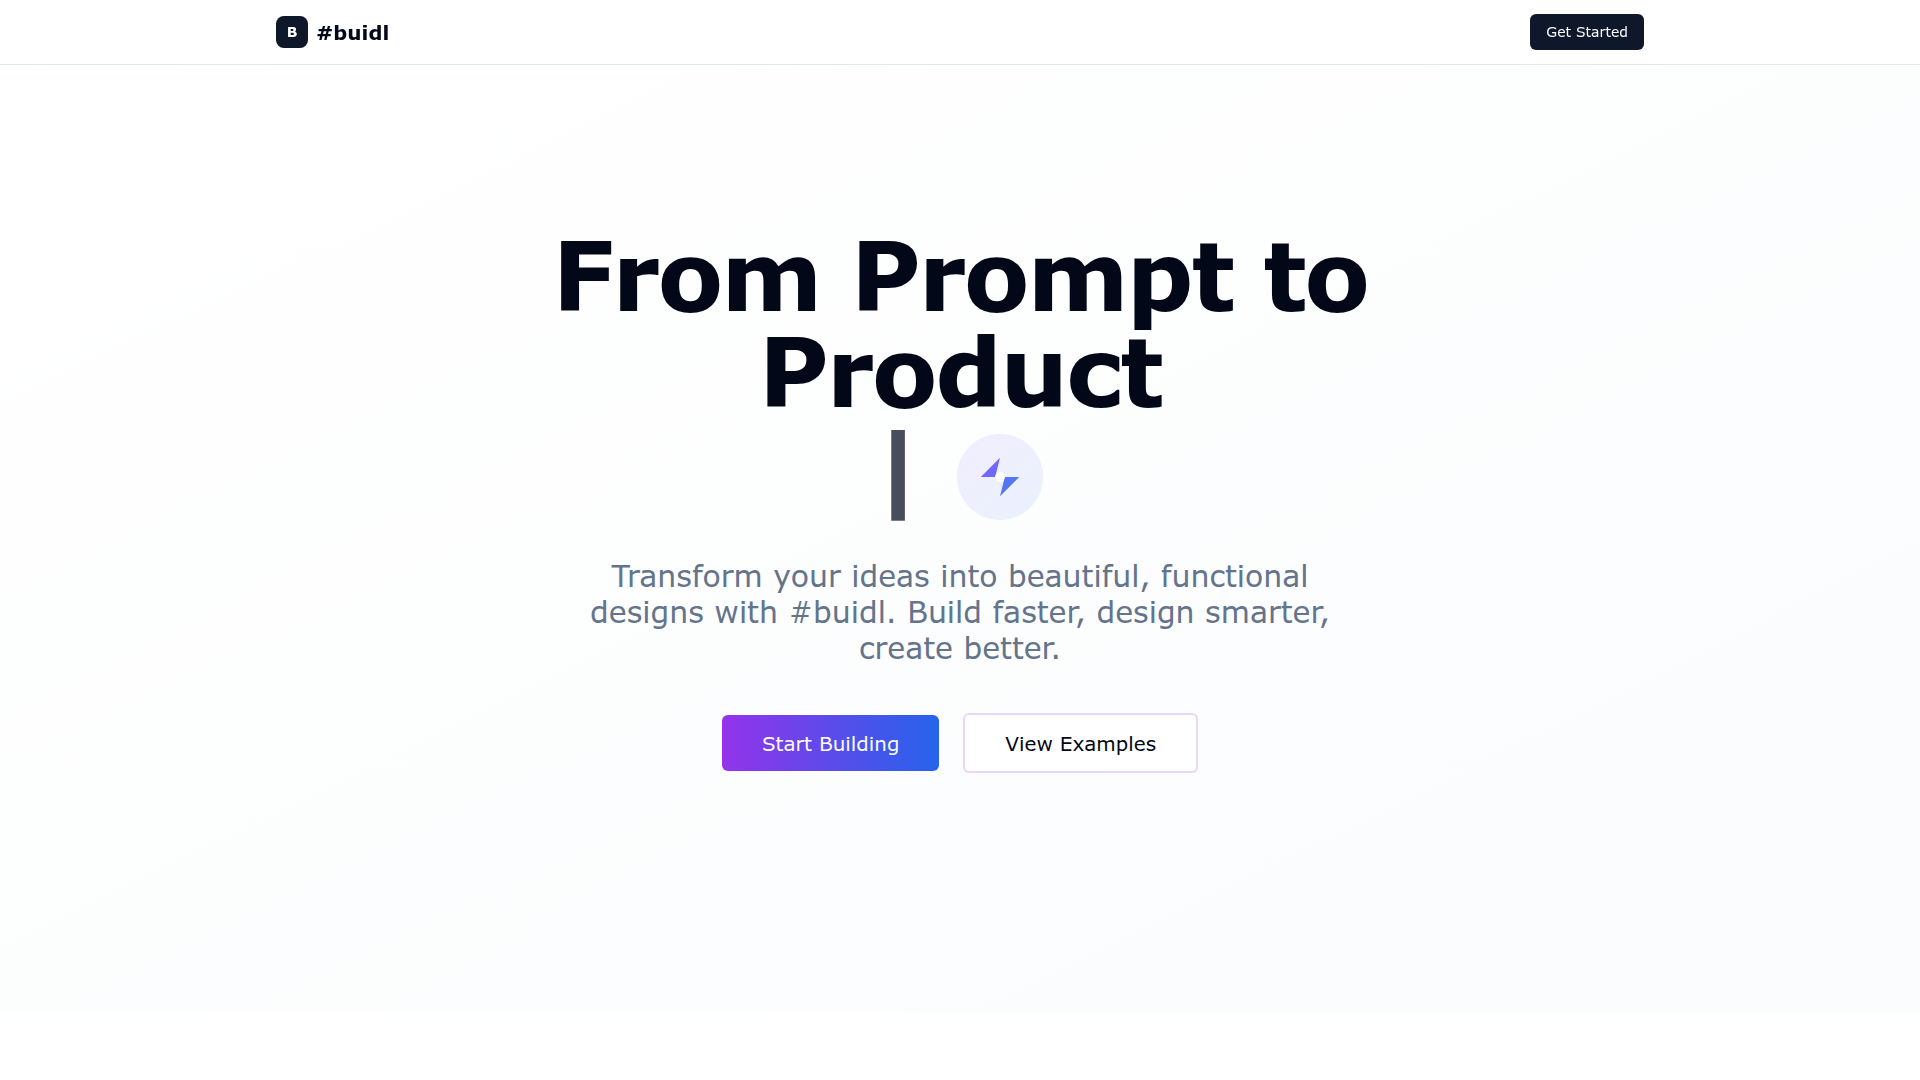 B #buidl
Get Started
From Prompt to
Product
|
Transform your ideas into beautiful, functional
designs with #buidl. Build faster, design smarter,
create better.
Start Building
View Examples